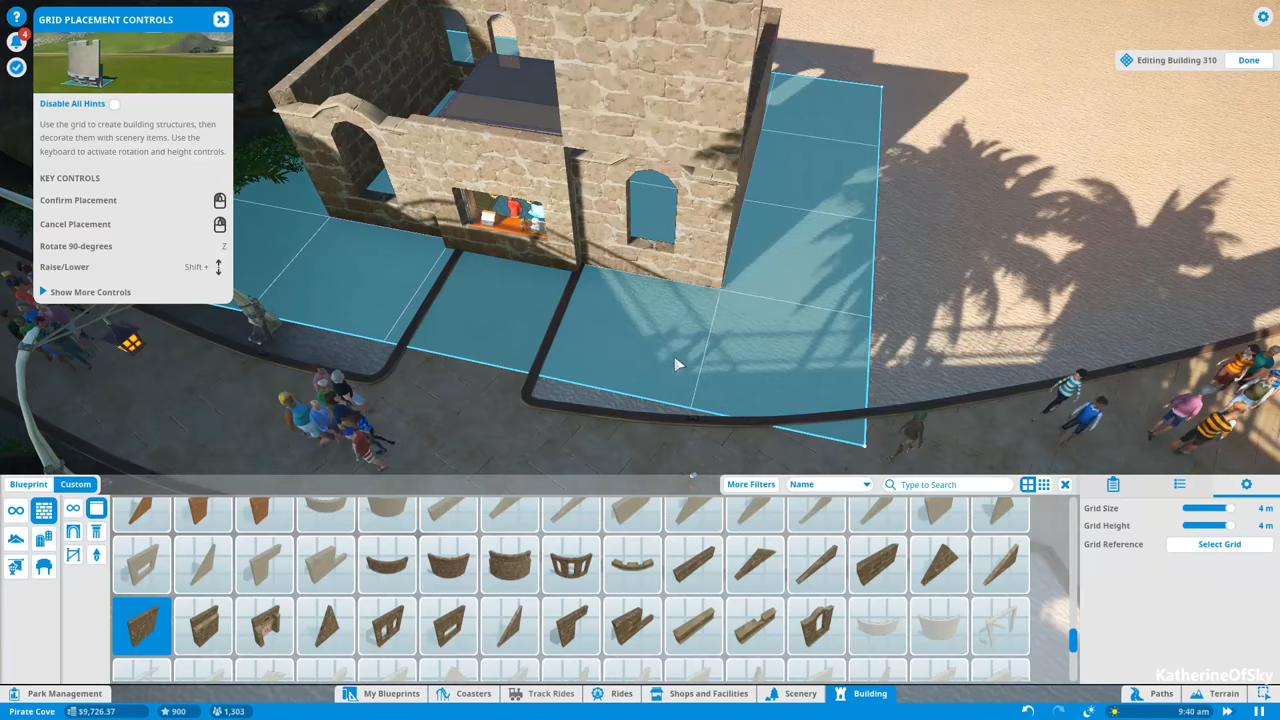 GRID PLACEMENT CONTROLS
Disable All Hints
Use the grid to create building structures, then
decorate them with scenery items. Use the
keyboard to activate rotation and height controls.
KEY CONTROLS
Confirm Placement
Cancel Placement
Rotate 90-degrees Z
Raise/Lower Shift +
Show More Controls
4
?
Editing Building 310 Done
Blueprint Custom More Filters Name Type to Search
Grid Size 4 m
Grid Height 4 m
Grid Reference Select Grid
KatherineOfSky
Park Management My Blueprints Coasters Track Rides Rides Shops and Facilities Scenery Building Paths Terrain
Pirate Cove $9,726.37 900 1,303 9:40 am